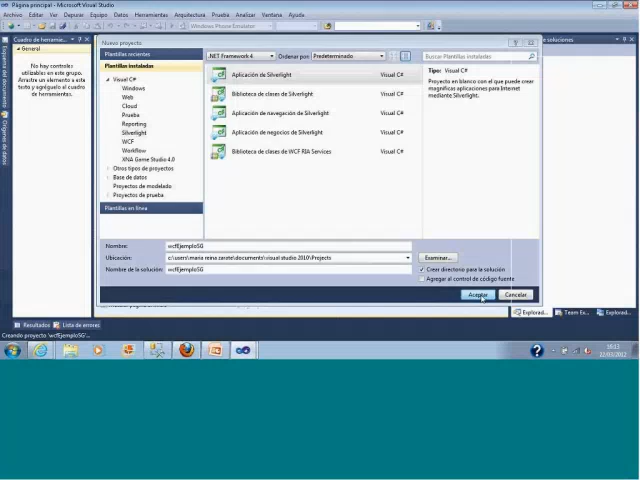 Página principal - Microsoft Visual Studio
Archivo Editar Ver Depurar Equipo Datos Herramientas Arquitectura Prueba Analizar Ventana Ayuda
Windows Phone Emulator
Cuadro de herramie...
General
No hay controles
utilizables en este grupo.
Arrastre un elemento a este
texto y agréguelo al cuadro
de herramientas.
Esquema del documento
Orígenes de datos
Nuevo proyecto
Plantillas recientes
Plantillas instaladas
Visual C#
Windows
Web
Cloud
Prueba
Reporting
Silverlight
WCF
Workflow
XNA Game Studio 4.0
Otros tipos de proyectos
Base de datos
Proyectos de modelado
Proyectos de prueba
Plantillas en línea
.NET Framework 4 Ordenar por: Predeterminado
Buscar Plantillas instaladas
Aplicación de Silverlight Visual C#
Biblioteca de clases de Silverlight Visual C#
Aplicación de navegación de Silverlight Visual C#
Aplicación de negocios de Silverlight Visual C#
Biblioteca de clases de WCF RIA Services Visual C#
Tipo: Visual C#
Proyecto en blanco con el que puede crear
magníficas aplicaciones para Internet
mediante Silverlight.
Nombre: wcfEjemploSG
Ubicación: c:\users\maria reina zarate\documents\visual studio 2010\Projects
Examinar...
Nombre de la solución: wcfEjemploSG
Crear directorio para la solución
Agregar al control de código fuente
Aceptar Cancelar
e soluciones
Explorad... Team Ex... Explorad...
Resultados Lista de errores
Creando proyecto 'wcfEjemploSG'...
16:13
22/03/2012